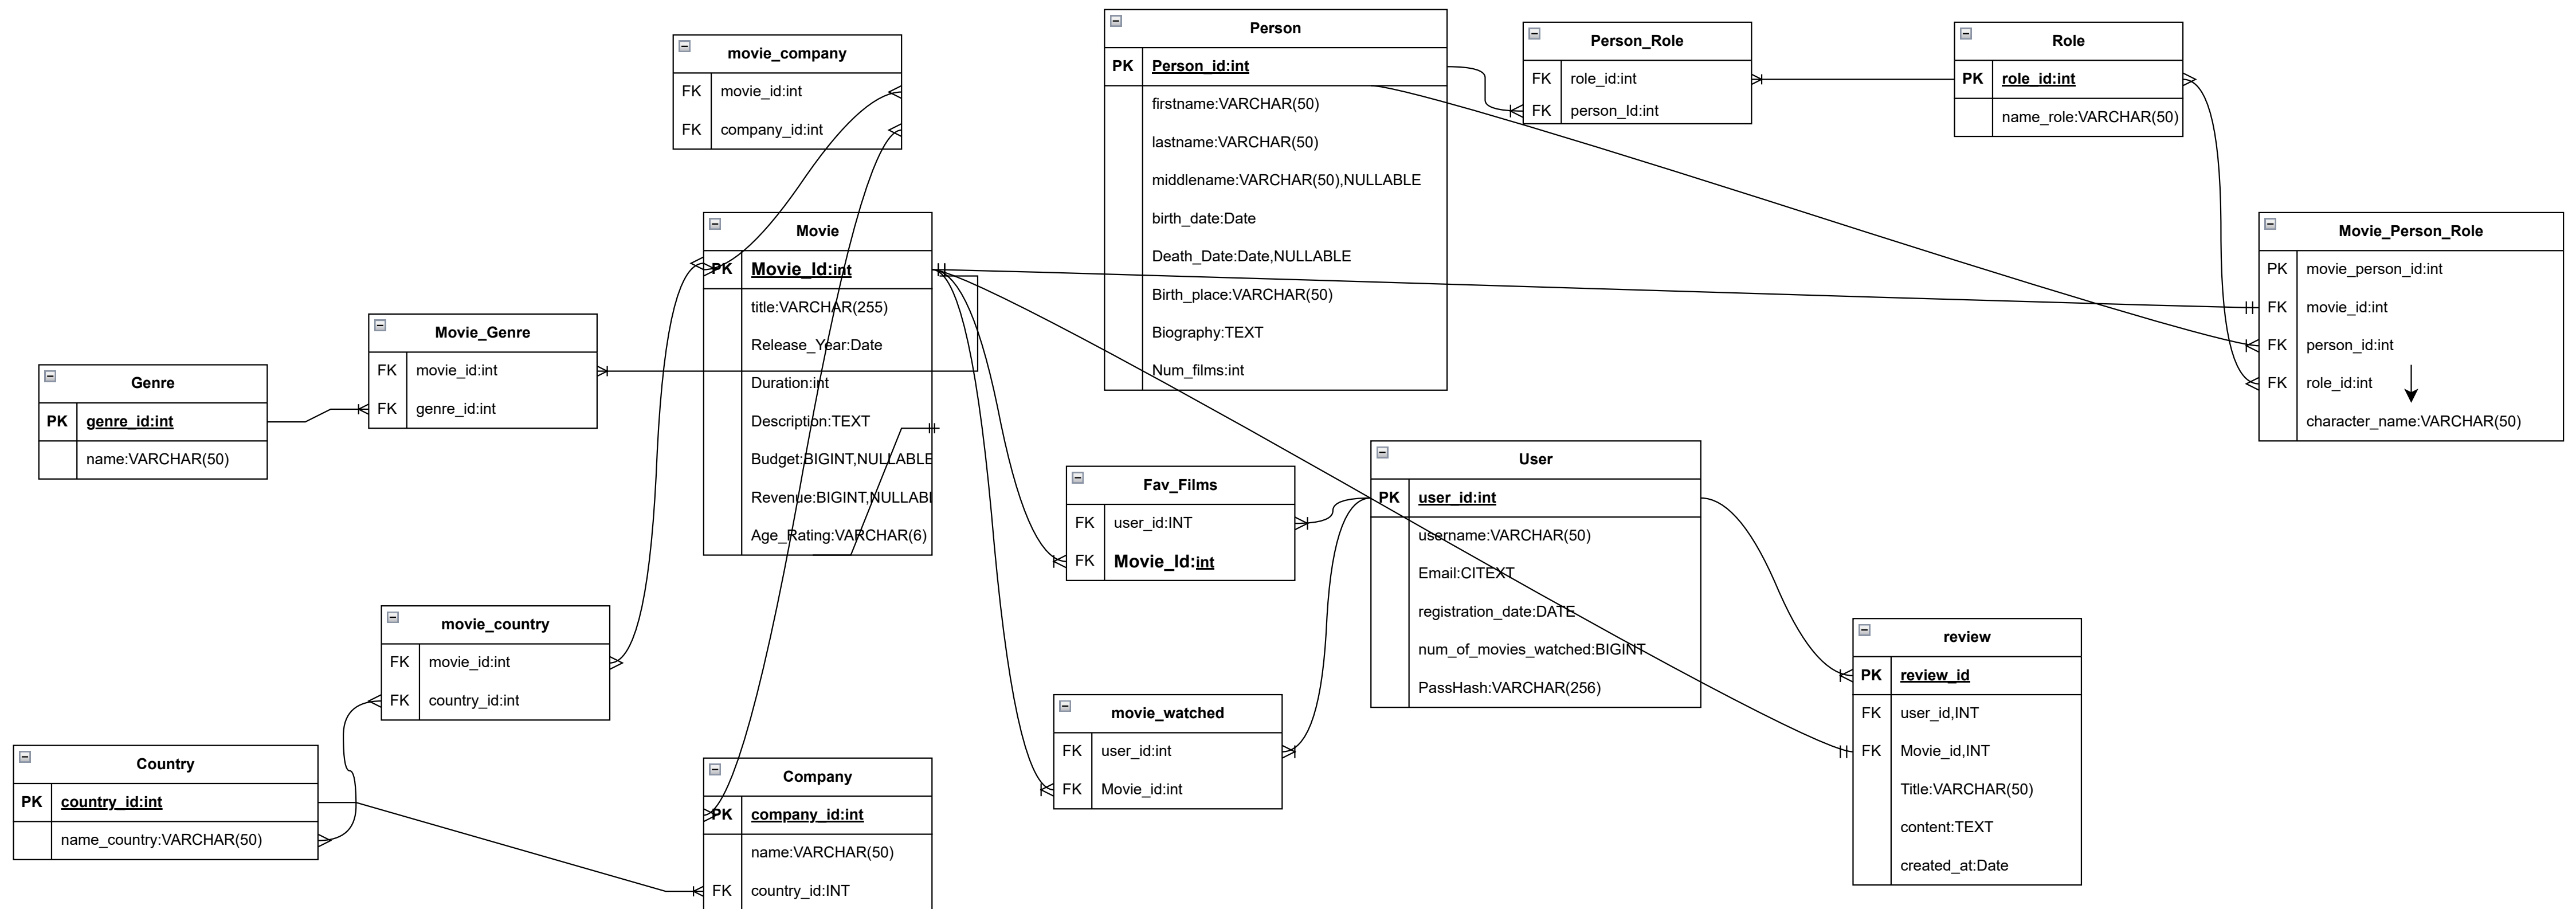 movie_company
FK movie_id:int
FK company_id:int
Person
PK Person_id:int
firstname:VARCHAR(50)
lastname:VARCHAR(50)
middlename:VARCHAR(50),NULLABLE
birth_date:Date
Death_Date:Date,NULLABLE
Birth_place:VARCHAR(50)
Biography:TEXT
Num_films:int
Person_Role
FK role_id:int
FK person_Id:int
Role
PK role_id:int
name_role:VARCHAR(50)
Movie
PK Movie_Id:int
title:VARCHAR(255)
Release_Year:Date
Duration:int
Description:TEXT
Budget:BIGINT,NULLABLE
Revenue:BIGINT,NULLABL
Age_Rating:VARCHAR(6)
Movie_Person_Role
PK movie_person_id:int
FK movie_id:int
FK person_id:int
FK role_id:int
character_name:VARCHAR(50)
Movie_Genre
FK movie_id:int
FK genre_id:int
Genre
PK genre_id:int
name:VARCHAR(50)
Fav_Films
FK user_id:INT
FK Movie_Id:int
User
PK user_id:int
username:VARCHAR(50)
Email:CITEXT
registration_date:DATE
num_of_movies_watched:BIGINT
PassHash:VARCHAR(256)
movie_country
FK movie_id:int
FK country_id:int
review
PK review_id
FK user_id,INT
FK Movie_id,INT
Title:VARCHAR(50)
content:TEXT
created_at:Date
movie_watched
FK user_id:int
FK Movie_id:int
Country
PK country_id:int
name_country:VARCHAR(50)
Company
PK company_id:int
name:VARCHAR(50)
FK country_id:INT